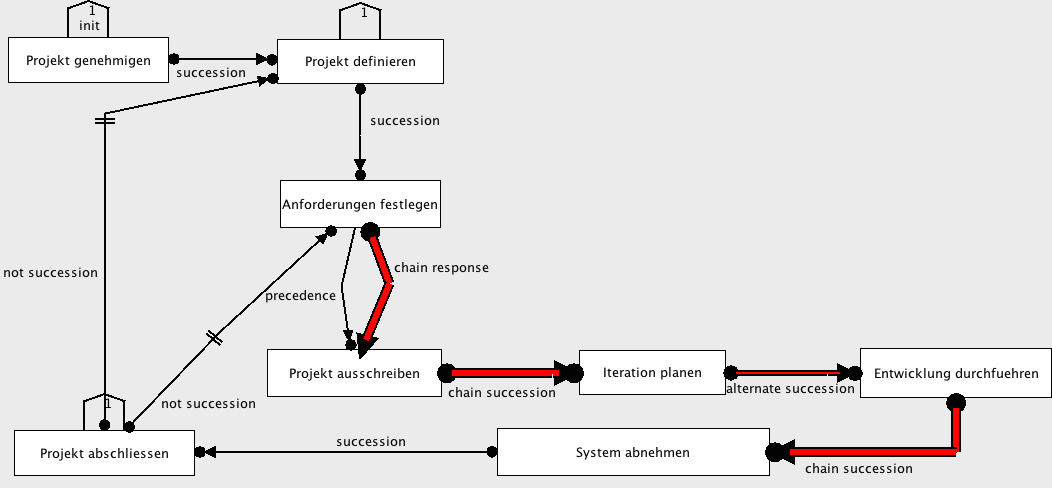 1
init
1
Projekt genehmigen
Projekt definieren
succession
succession
Anforderungen festlegen
not succession
chain response
precedence
Projekt ausschreiben
Iteration planen
Entwicklung durchfuehren
chain succession
alternate succession
not succession
1
Projekt abschliessen
succession
System abnehmen
chain succession